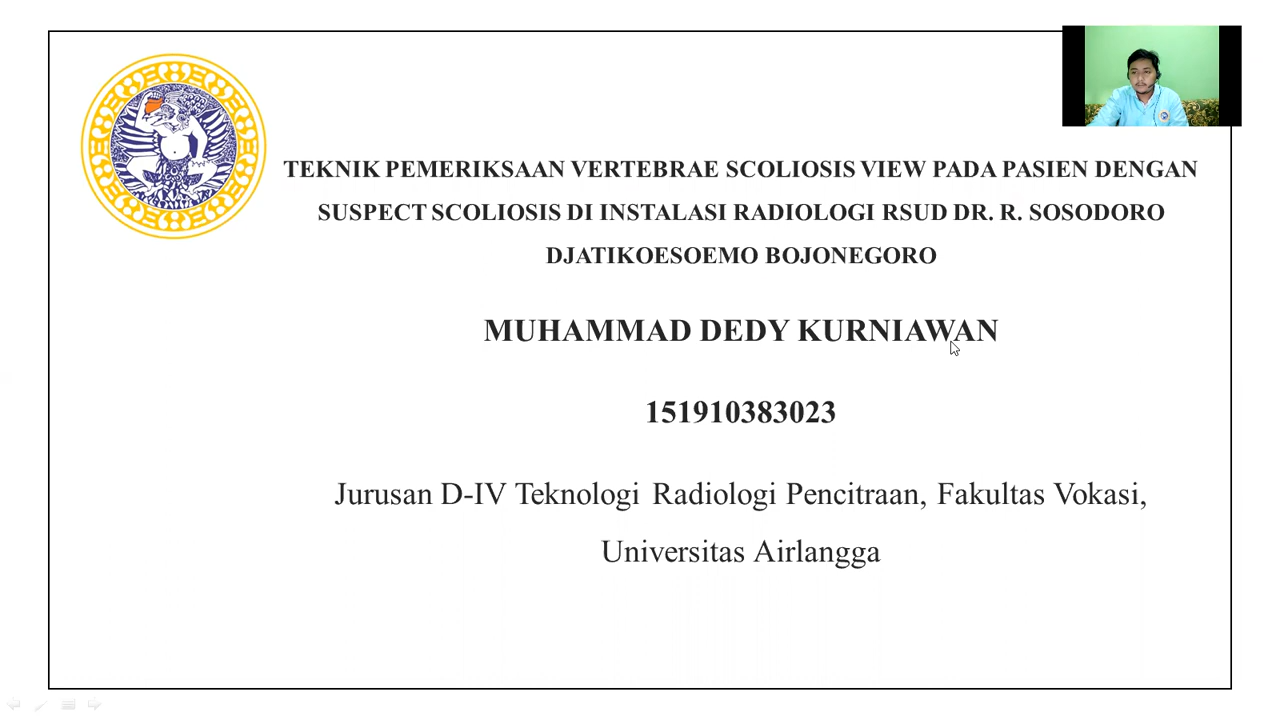 TEKNIK PEMERIKSAAN VERTEBRAE SCOLIOSIS VIEW PADA PASIEN DENGAN
SUSPECT SCOLIOSIS DI INSTALASI RADIOLOGI RSUD DR. R. SOSODORO
DJATIKOESOEMO BOJONEGORO
MUHAMMAD DEDY KURNIAWAN
151910383023
Jurusan D-IV Teknologi Radiologi Pencitraan, Fakultas Vokasi,
Universitas Airlangga